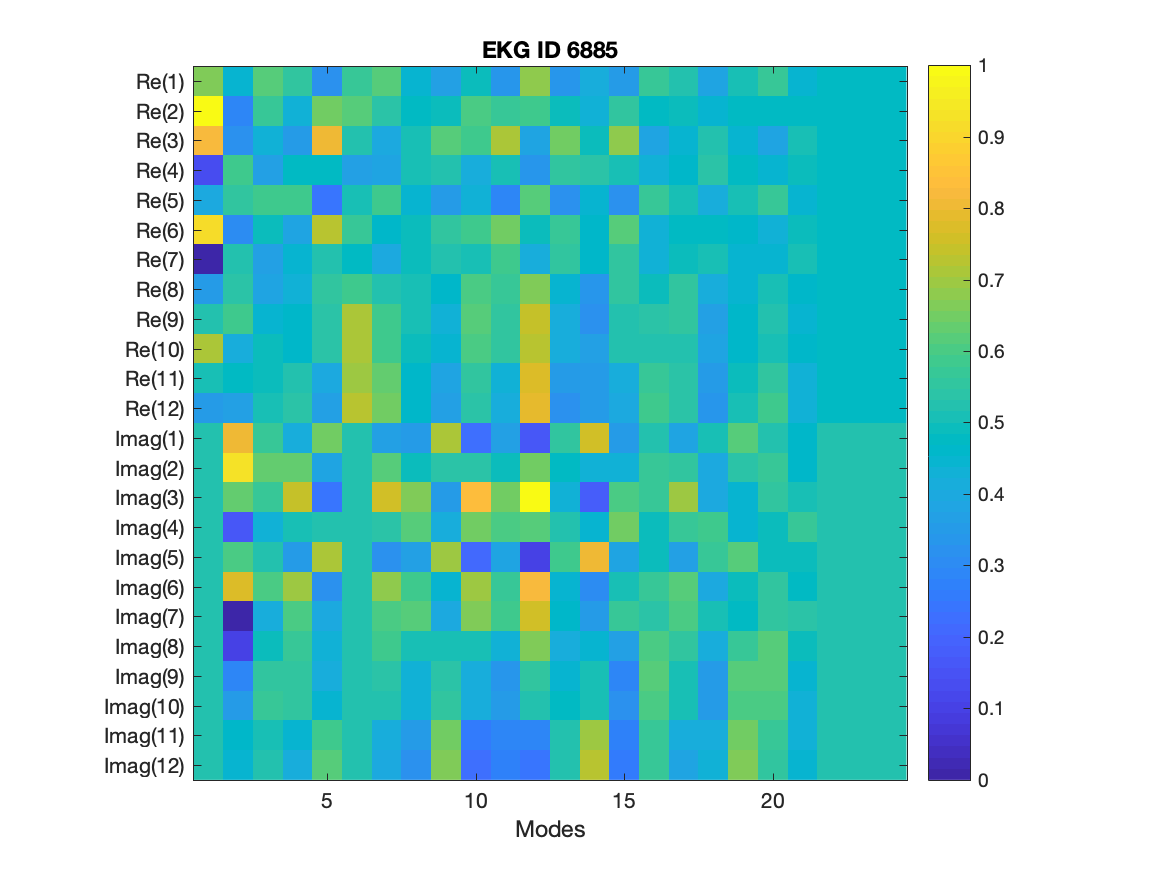 EKG ID 6885
Re(1)
Re(2)
Re(3)
Re(4)
Re(5)
Re(6)
Re(7)
Re(8)
Re(9)
Re(10)
Re(11)
Re(12)
Imag(1)
Imag(2)
Imag(3)
Imag(4)
Imag(5)
Imag(6)
Imag(7)
Imag(8)
Imag(9)
Imag(10)
Imag(11)
Imag(12)
5 10 15 20
Modes
1
0.9
0.8
0.7
0.6
0.5
0.4
0.3
0.2
0.1
0